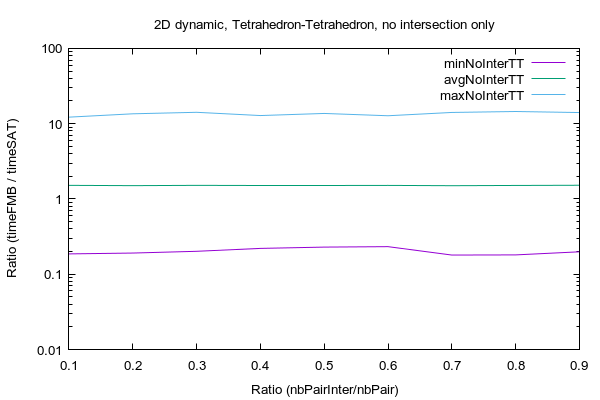 2D dynamic, Tetrahedron-Tetrahedron, no intersection only
100
10
1
0.1
0.01
Ratio (timeFMB / timeSAT)
minNoInterTT
avgNoInterTT
maxNoInterTT
0.1 0.2 0.3 0.4 0.5 0.6 0.7 0.8 0.9
Ratio (nbPairInter/nbPair)